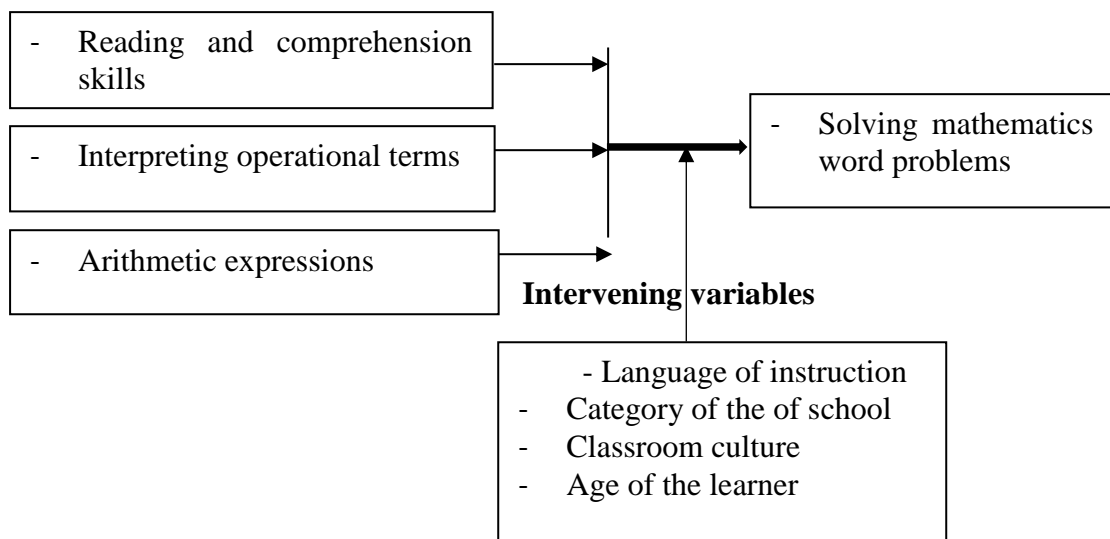 - Reading and comprehension
skills
- Interpreting operational terms
- Arithmetic expressions
- Solving mathematics
word problems
Intervening variables
- Language of instruction
- Category of the of school
- Classroom culture
- Age of the learner